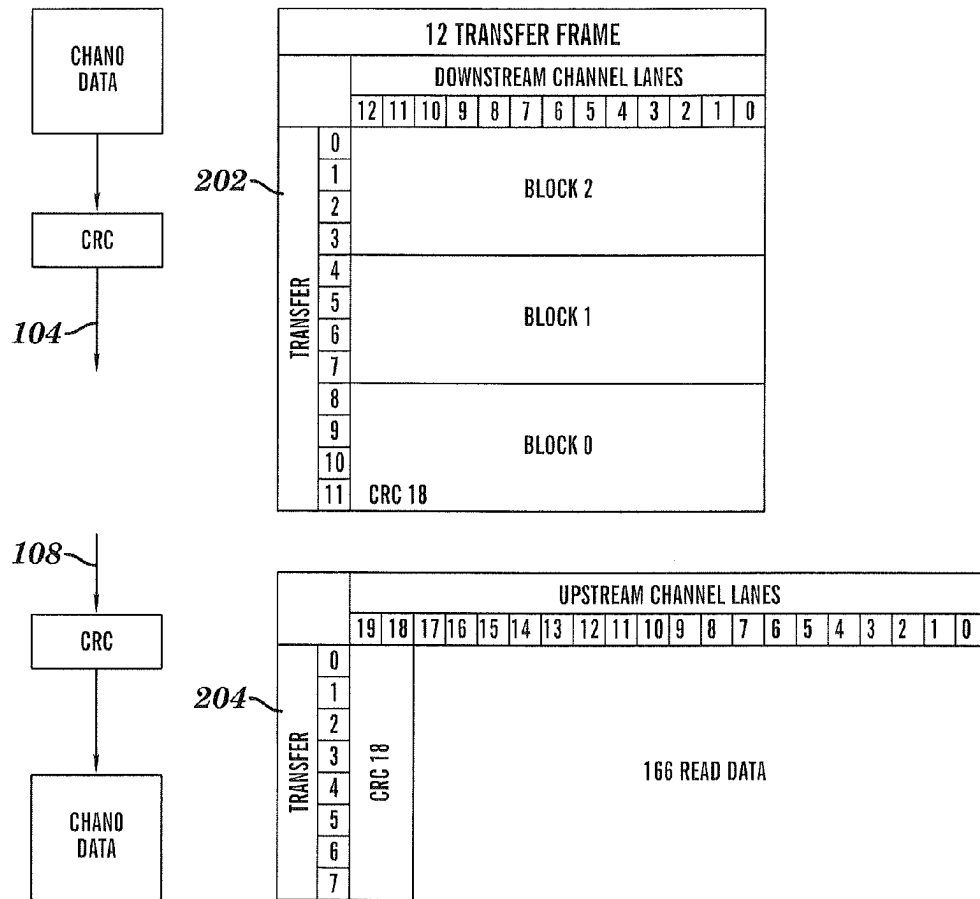 CHANO
DATA
CRC
104
12 TRANSFER FRAME
DOWNSTREAM CHANNEL LANES
12 11 10 9 8 7 6 5 4 3 2 1 0
202
TRANSFER
0
1
2
3
BLOCK 2
4
5
6
7
BLOCK 1
8
9
10
11
BLOCK 0
CRC 18
108
CRC
CHANO
DATA
UPSTREAM CHANNEL LANES
19 18 17 16 15 14 13 12 11 10 9 8 7 6 5 4 3 2 1 0
204
TRANSFER
0
1
2
3
4
5
6
7
CRC 18
166 READ DATA